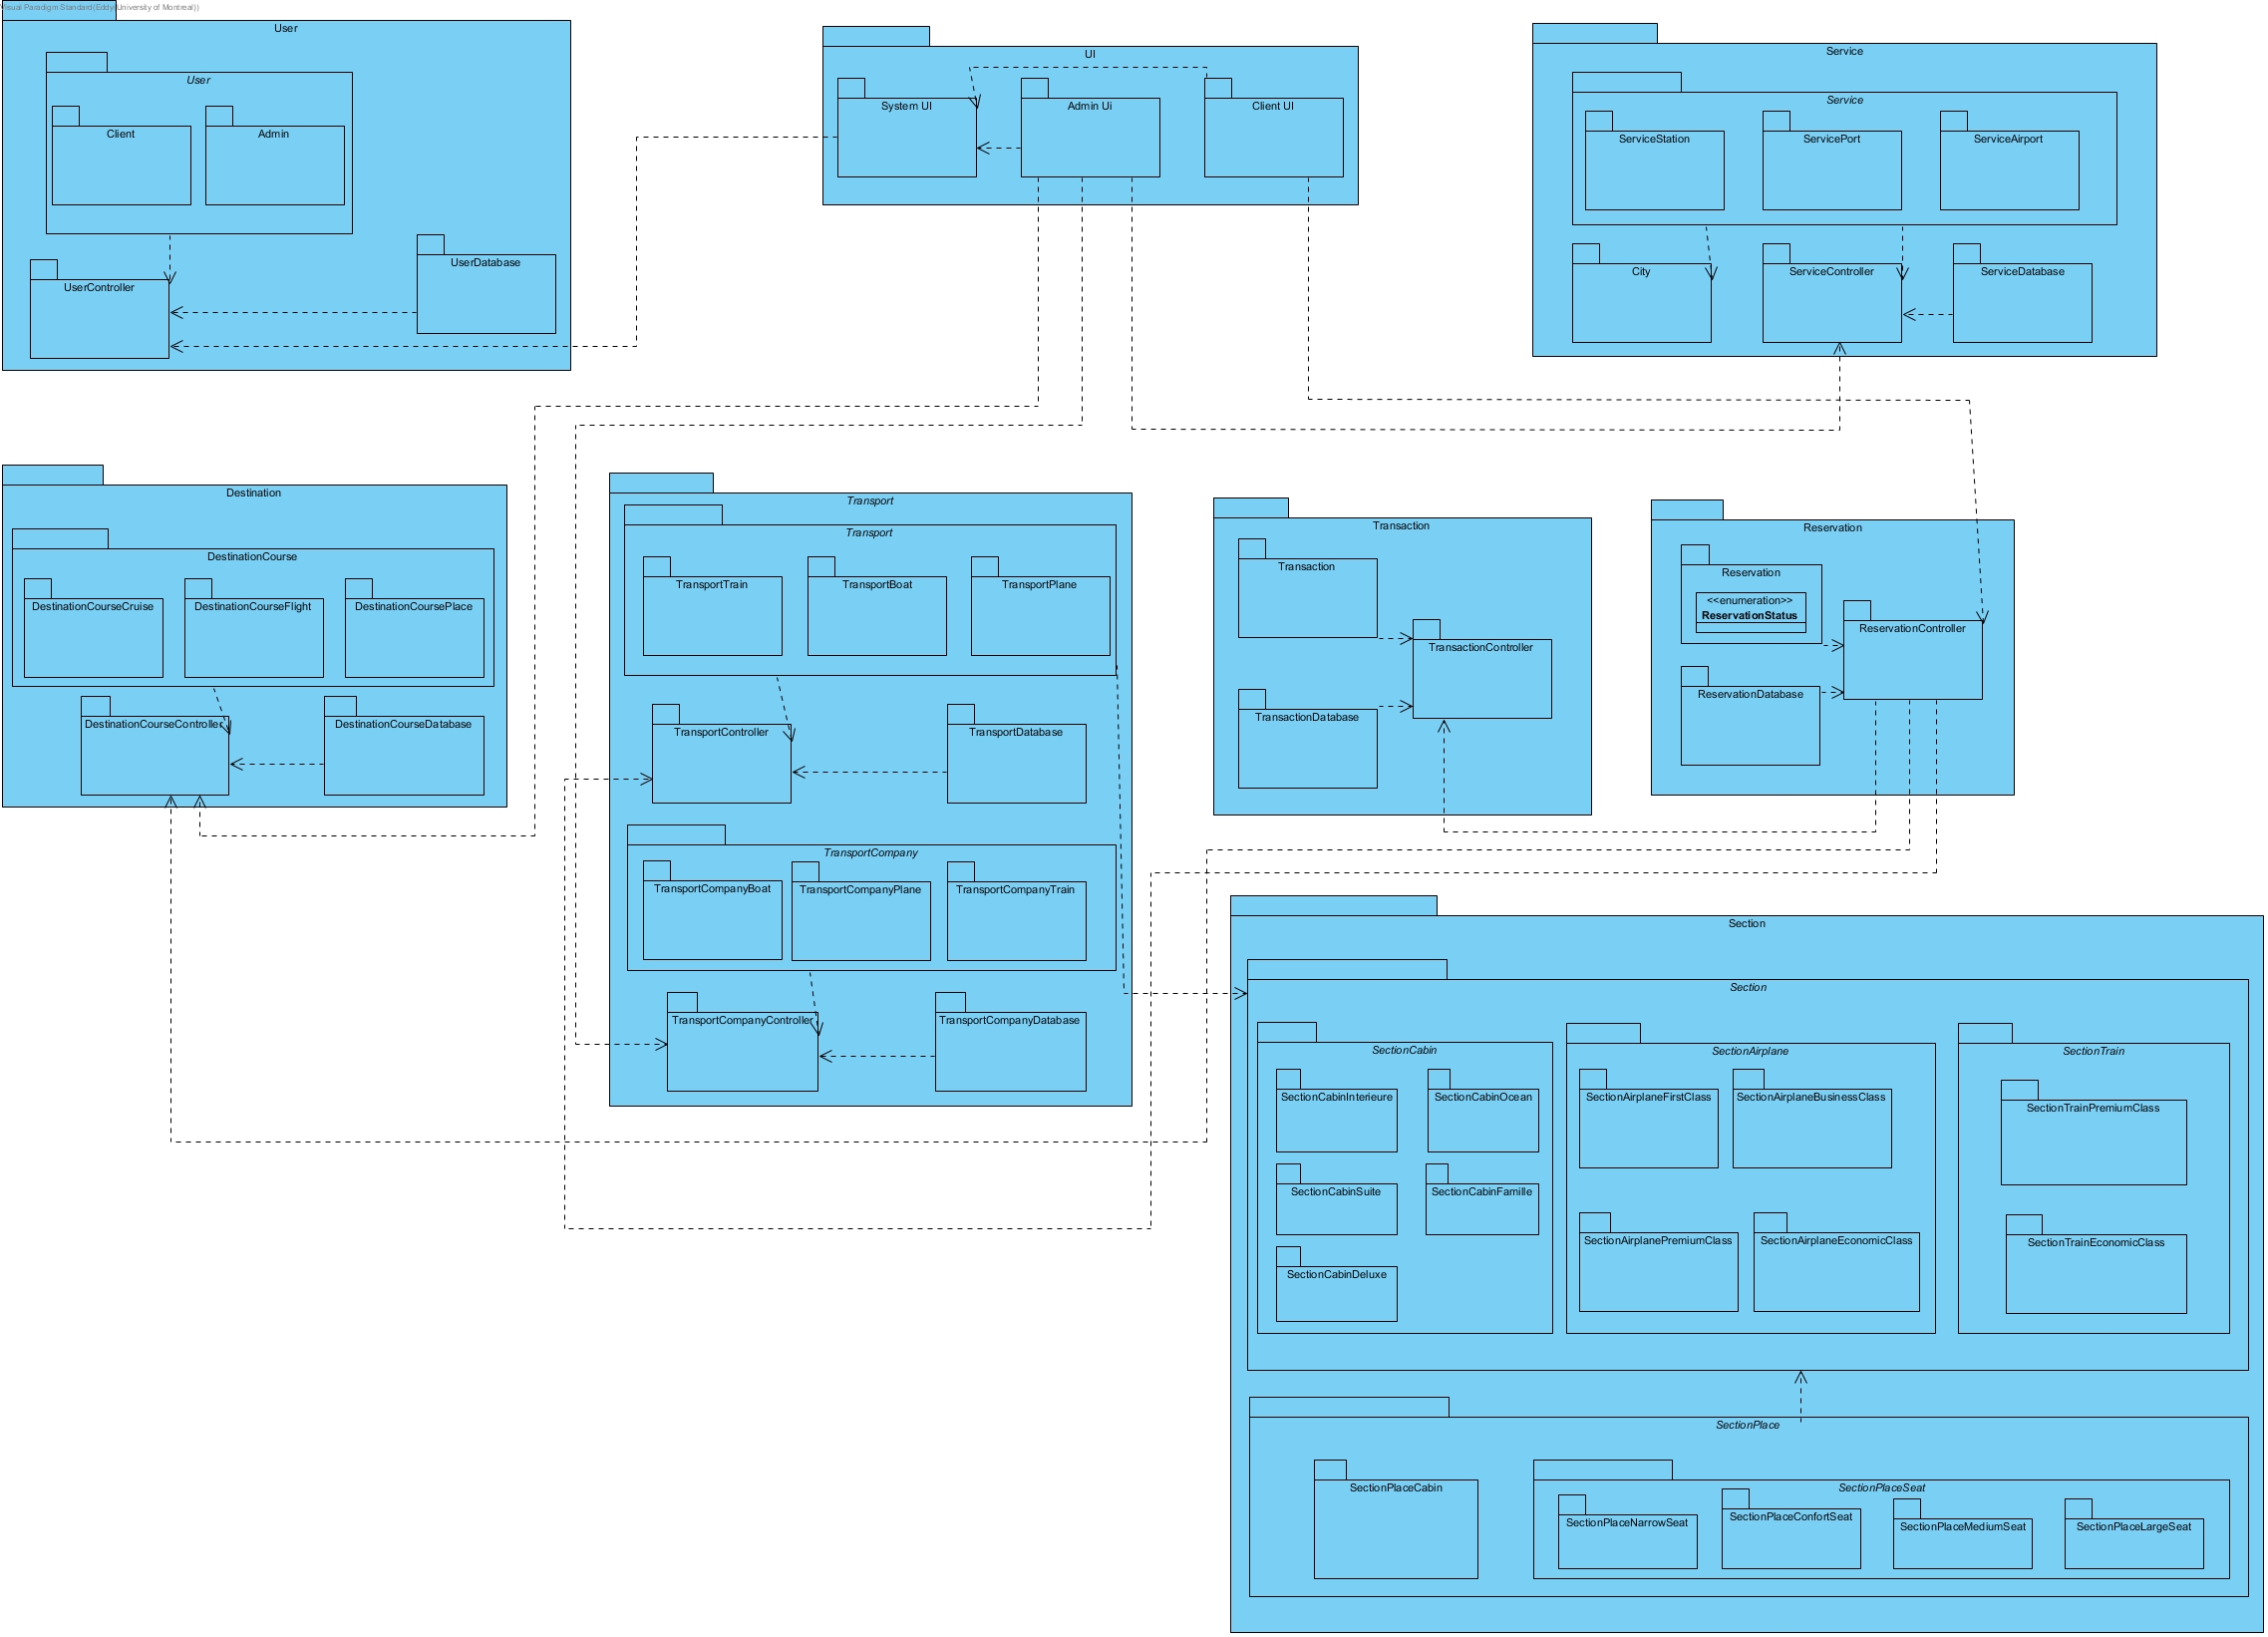 Visual Paradigm Standard(Eddy(University of Montreal))
User
User
Client
Admin
UserController
UserDatabase
UI
System UI
Admin Ui
Client UI
Service
Service
ServiceStation
ServicePort
ServiceAirport
City
ServiceController
ServiceDatabase
Destination
DestinationCourse
DestinationCourseCruise
DestinationCourseFlight
DestinationCoursePlace
DestinationCourseController
DestinationCourseDatabase
Transport
Transport
TransportTrain
TransportBoat
TransportPlane
TransportController
TransportDatabase
TransportCompany
TransportCompanyBoat
TransportCompanyPlane
TransportCompanyTrain
TransportCompanyController
TransportCompanyDatabase
Transaction
Transaction
TransactionController
TransactionDatabase
Reservation
Reservation
<<enumeration>>
ReservationStatus
ReservationController
ReservationDatabase
Section
Section
SectionCabin
SectionCabinInterieure
SectionCabinOcean
SectionCabinSuite
SectionCabinFamille
SectionCabinDeluxe
SectionAirplane
SectionAirplaneFirstClass
SectionAirplaneBusinessClass
SectionAirplanePremiumClass
SectionAirplaneEconomicClass
SectionTrain
SectionTrainPremiumClass
SectionTrainEconomicClass
SectionPlace
SectionPlaceCabin
SectionPlaceSeat
SectionPlaceNarrowSeat
SectionPlaceConfortSeat
SectionPlaceMediumSeat
SectionPlaceLargeSeat